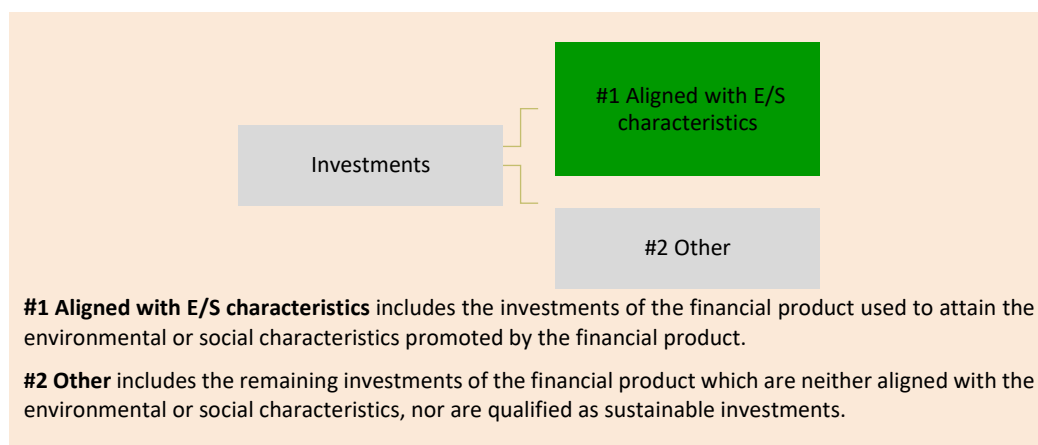 #1 Aligned with E/S
characteristics
Investments
#2 Other
#1 Aligned with E/S characteristics includes the investments of the financial product used to attain the
environmental or social characteristics promoted by the financial product.
#2 Other includes the remaining investments of the financial product which are neither aligned with the
environmental or social characteristics, nor are qualified as sustainable investments.